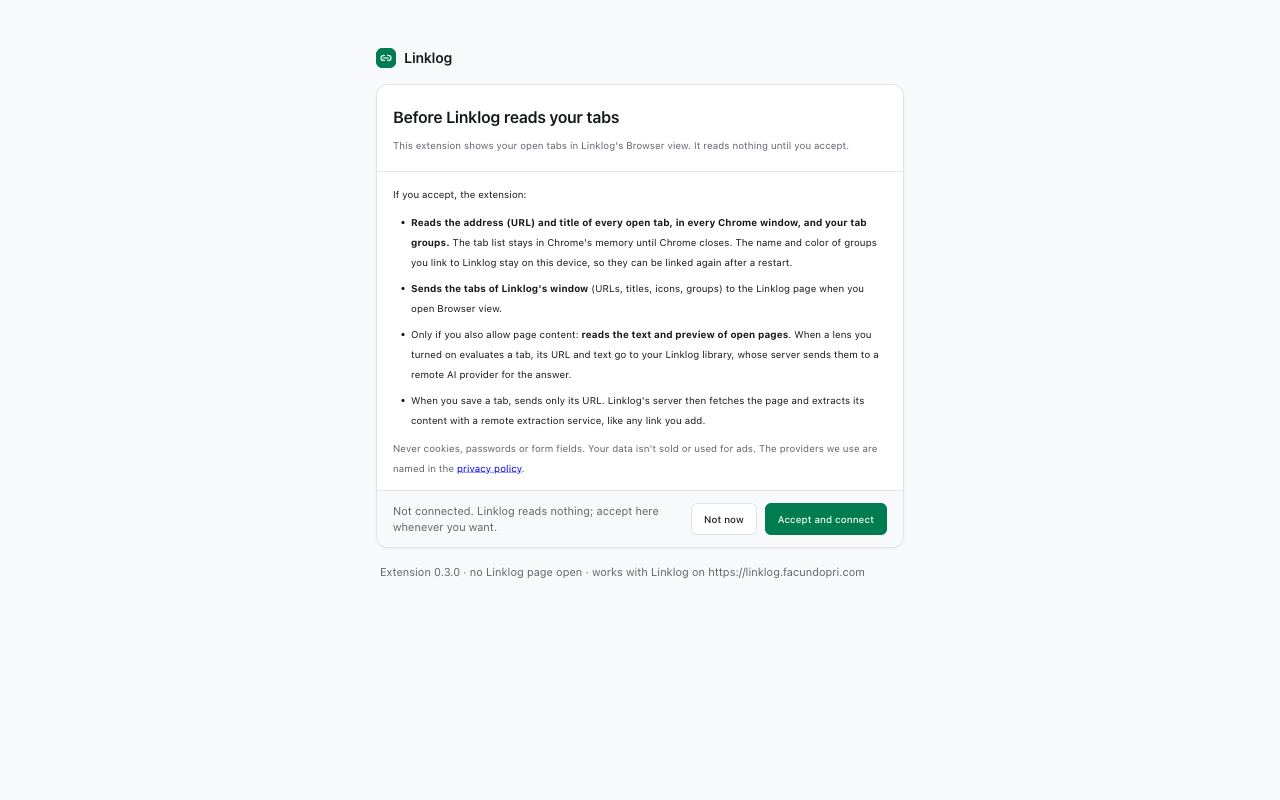 Linklog
Before Linklog reads your tabs
This extension shows your open tabs in Linklog's Browser view. It reads nothing until you accept.
If you accept, the extension:
• Reads the address (URL) and title of every open tab, in every Chrome window, and your tab
groups. The tab list stays in Chrome's memory until Chrome closes. The name and color of groups
you link to Linklog stay on this device, so they can be linked again after a restart.
• Sends the tabs of Linklog's window (URLs, titles, icons, groups) to the Linklog page when you
open Browser view.
• Only if you also allow page content: reads the text and preview of open pages. When a lens you
turned on evaluates a tab, its URL and text go to your Linklog library, whose server sends them to a
remote AI provider for the answer.
• When you save a tab, sends only its URL. Linklog's server then fetches the page and extracts its
content with a remote extraction service, like any link you add.
Never cookies, passwords or form fields. Your data isn't sold or used for ads. The providers we use are
named in the privacy policy.
Not connected. Linklog reads nothing; accept here
whenever you want.
Not now
Accept and connect
Extension 0.3.0 · no Linklog page open · works with Linklog on https://linklog.facundopri.com